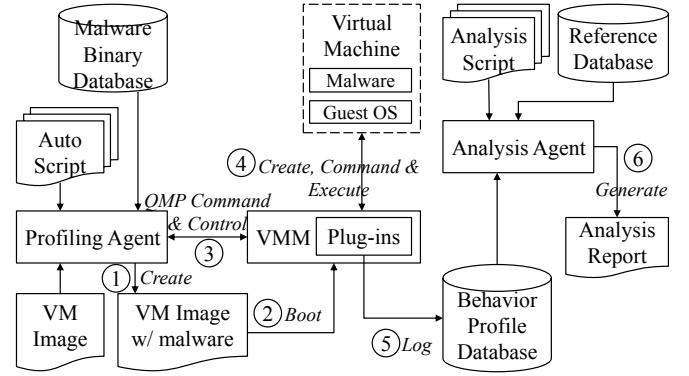 Malware
Binary
Database
Virtual
Machine
Malware
Guest OS
Analysis
Script
Reference
Database
Auto
Script
4 Create, Command &
Execute
Analysis Agent
6
Generate
QMP Command
& Control
Profiling Agent
3
VMM
Plug-ins
Analysis
Report
1 Create
VM
Image
VM Image
w/ malware
2 Boot
5 Log
Behavior
Profile
Database